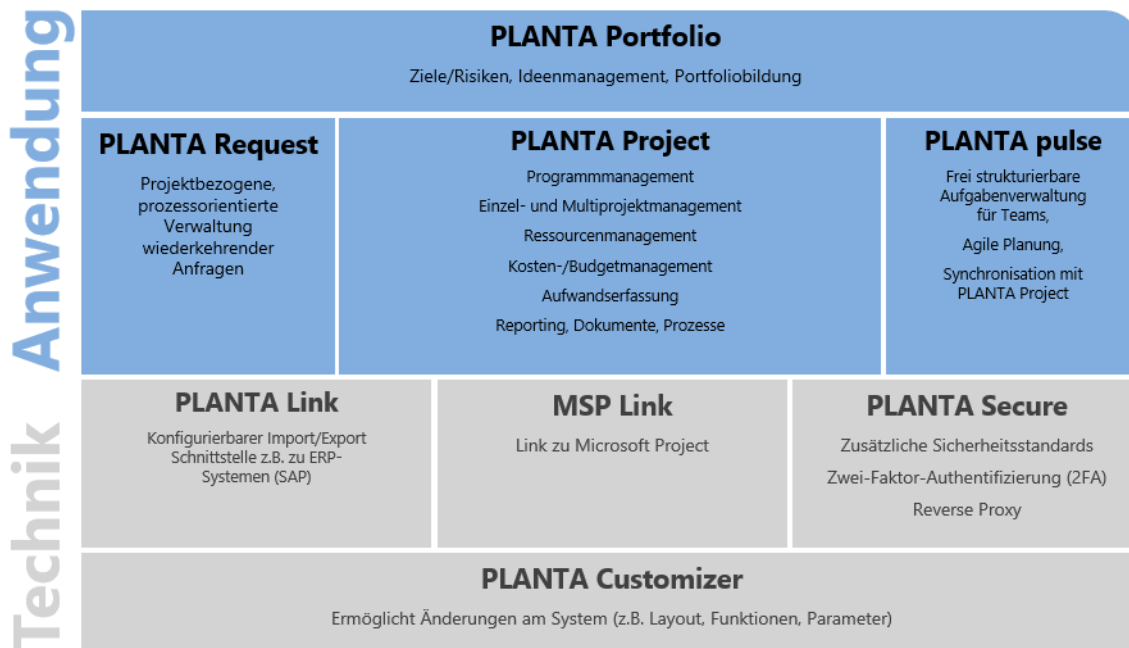 Anwendung
PLANTA Portfolio
Ziele/Risiken, Ideenmanagement, Portfoliobildung
PLANTA Request
Projektbezogene,
prozessorientierte
Verwaltung
wiederkehrender
Anfragen
PLANTA Project
Programmmanagement
Einzel- und Multiprojektmanagement
Ressourcenmanagement
Kosten-/Budgetmanagement
Aufwandserfassung
Reporting, Dokumente, Prozesse
PLANTA pulse
Frei strukturierbare
Aufgabenverwaltung
für Teams,
Agile Planung,
Synchronisation mit
PLANTA Project
Technik
PLANTA Link
Konfigurierbarer Import/Export
Schnittstelle z.B. zu ERP-
Systemen (SAP)
MSP Link
Link zu Microsoft Project
PLANTA Secure
Zusätzliche Sicherheitsstandards
Zwei-Faktor-Authentifizierung (2FA)
Reverse Proxy
PLANTA Customizer
Ermöglicht Änderungen am System (z.B. Layout, Funktionen, Parameter)